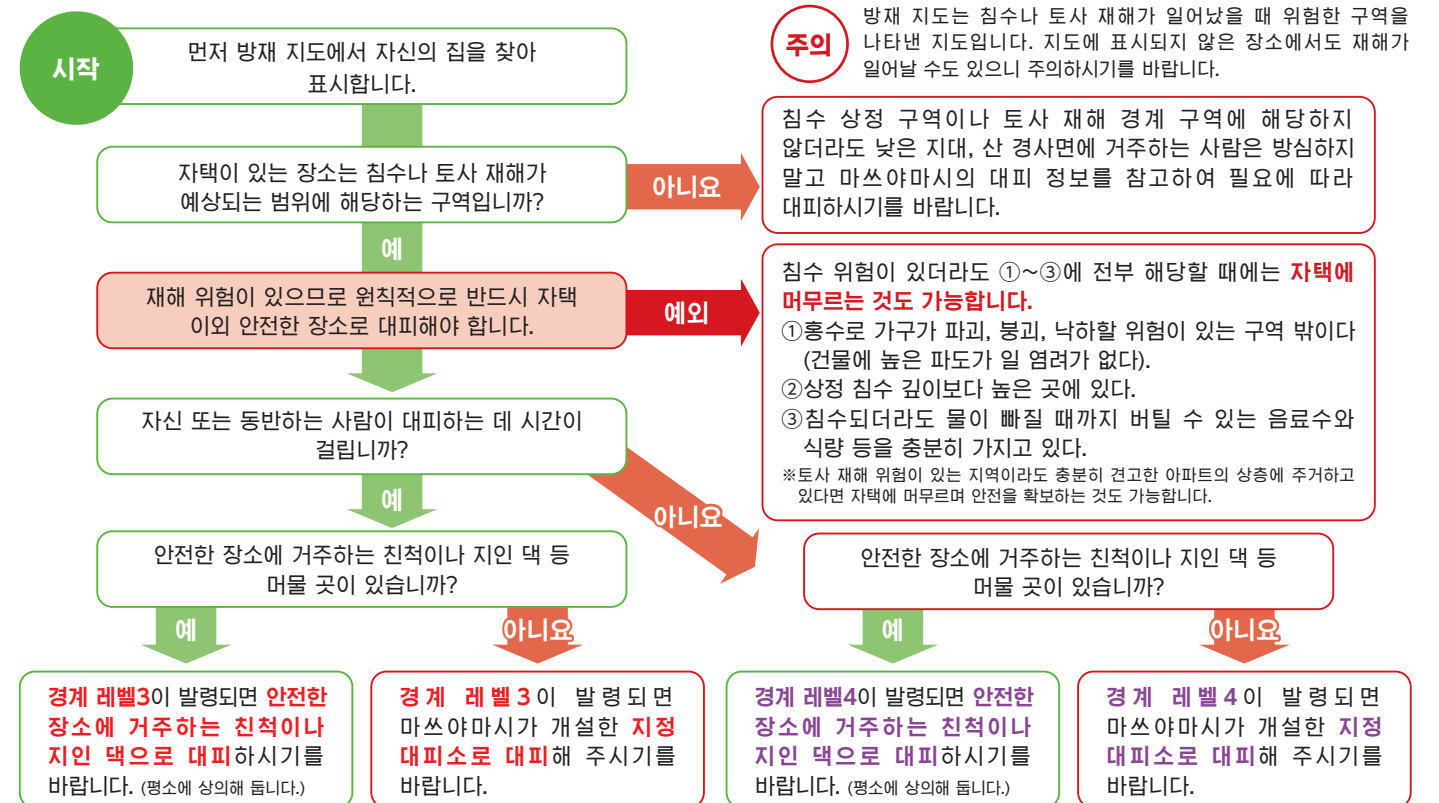 시작
먼저 방재 지도에서 자신의 집을 찾아
표시합니다.
주의
방재 지도는 침수나 토사 재해가 일어났을 때 위험한 구역을
나타낸 지도입니다. 지도에 표시되지 않은 장소에서도 재해가
일어날 수도 있으니 주의하시기를 바랍니다.
자택이 있는 장소는 침수나 토사 재해가
예상되는 범위에 해당하는 구역입니까?
아니요
침수 상정 구역이나 토사 재해 경계 구역에 해당하지
않더라도 낮은 지대, 산 경사면에 거주하는 사람은 방심하지
말고 마쓰야마시의 대피 정보를 참고하여 필요에 따라
대피하시기를 바랍니다.
예
재해 위험이 있으므로 원칙적으로 반드시 자택
이외 안전한 장소로 대피해야 합니다.
예외
침수 위험이 있더라도 ①～③에 전부 해당할 때에는 자택에
머무르는 것도 가능합니다.
①홍수로 가구가 파괴, 붕괴, 낙하할 위험이 있는 구역 밖이다
(건물에 높은 파도가 일 염려가 없다).
②상정 침수 깊이보다 높은 곳에 있다.
③침수되더라도 물이 빠질 때까지 버틸 수 있는 음료수와
식량 등을 충분히 가지고 있다.
※토사 재해 위험이 있는 지역이라도 충분히 견고한 아파트의 상층에 주거하고
있다면 자택에 머무르며 안전을 확보하는 것도 가능합니다.
자신 또는 동반하는 사람이 대피하는 데 시간이
걸립니까?
예
아니요
안전한 장소에 거주하는 친척이나 지인 댁 등
머물 곳이 있습니까?
안전한 장소에 거주하는 친척이나 지인 댁 등
머물 곳이 있습니까?
예
아니요
예
아니요
경계 레벨3이 발령되면 안전한
장소에 거주하는 친척이나
지인 댁으로 대피하시기를
바랍니다. (평소에 상의해 둡니다.)
경계 레벨3이 발령되면
마쓰야마시가 개설한 지정
대피소로 대피해 주시기를
바랍니다.
경계 레벨4이 발령되면 안전한
장소에 거주하는 친척이나
지인 댁으로 대피하시기를
바랍니다. (평소에 상의해 둡니다.)
경계 레벨4이 발령되면
마쓰야마시가 개설한 지정
대피소로 대피해 주시기를
바랍니다.